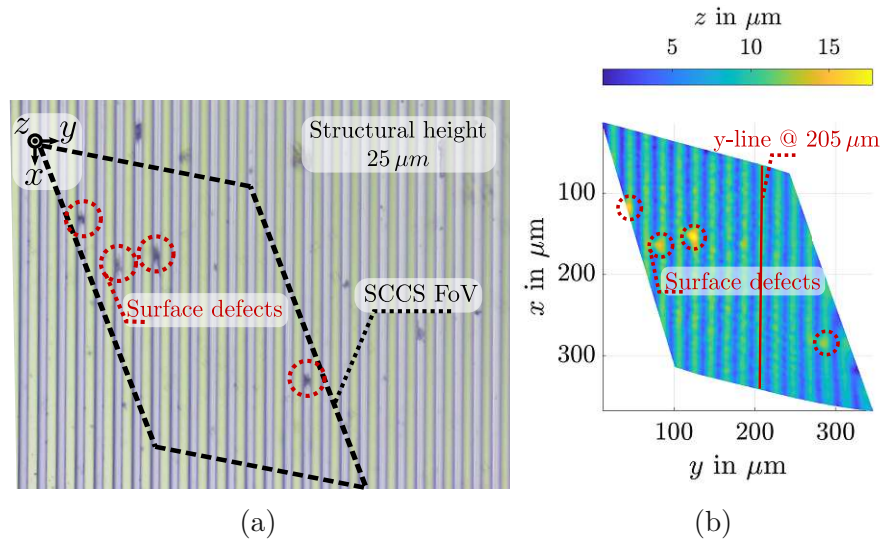 z y
x
Structural height
25 μm
Surface defects
SCCS FoV
(a)
z in μm
5 10 15
y-line @ 205 μm
100
200
300
x in μm
Surface defects
100 200 300
y in μm
(b)